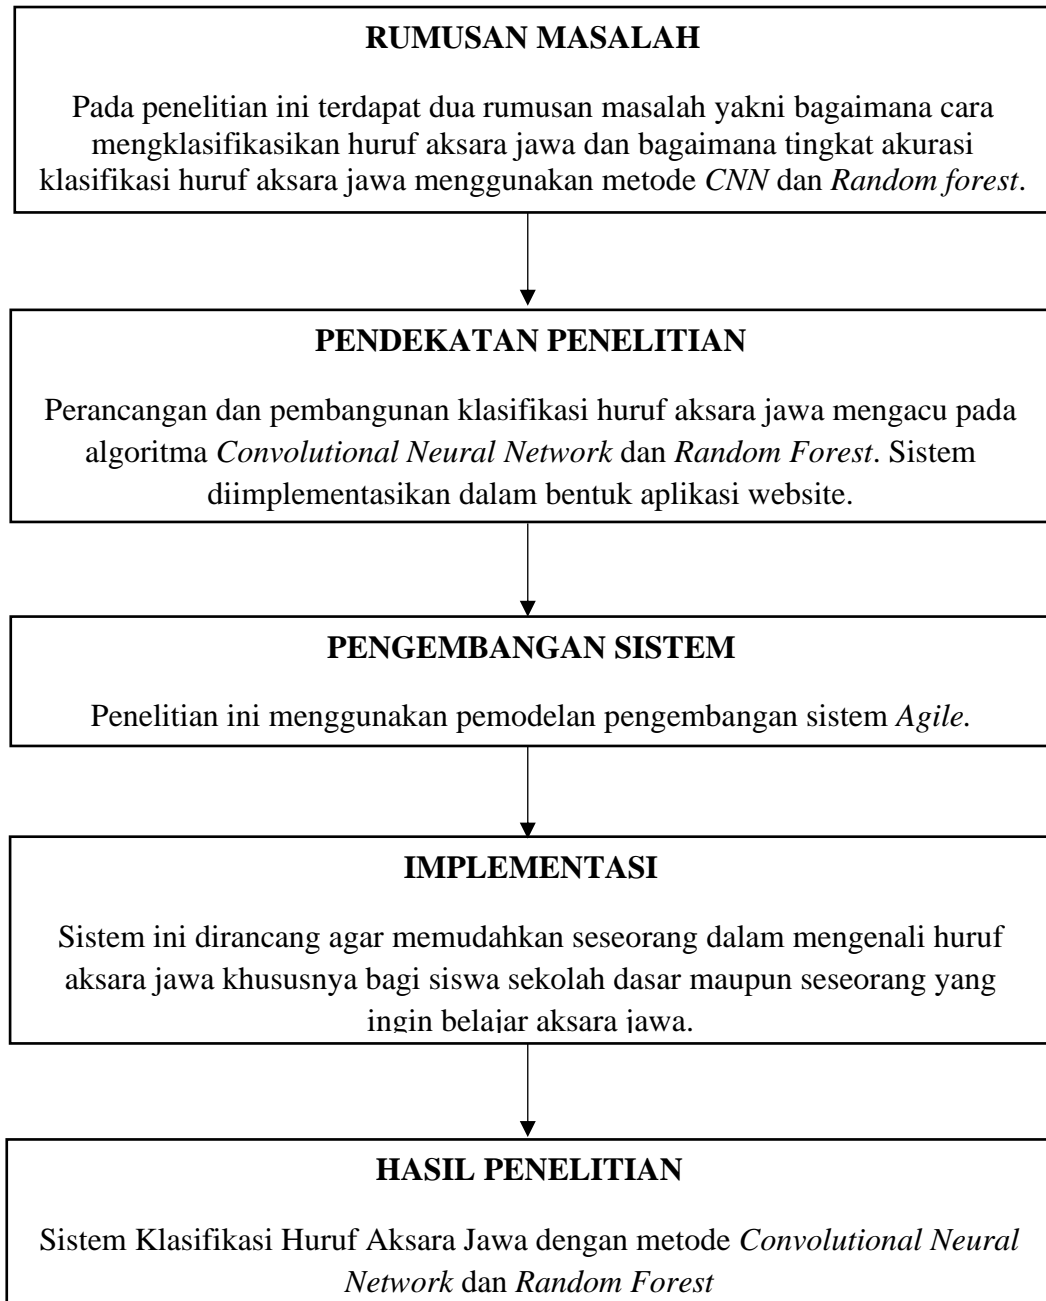 RUMUSAN MASALAH
Pada penelitian ini terdapat dua rumusan masalah yakni bagaimana cara
mengklasifikasikan huruf aksara jawa dan bagaimana tingkat akurasi
klasifikasi huruf aksara jawa menggunakan metode CNN dan Random forest.
PENDEKATAN PENELITIAN
Perancangan dan pembangunan klasifikasi huruf aksara jawa mengacu pada
algoritma Convolutional Neural Network dan Random Forest. Sistem
diimplementasikan dalam bentuk aplikasi website.
PENGEMBANGAN SISTEM
Penelitian ini menggunakan pemodelan pengembangan sistem Agile.
IMPLEMENTASI
Sistem ini dirancang agar memudahkan seseorang dalam mengenali huruf
aksara jawa khususnya bagi siswa sekolah dasar maupun seseorang yang
ingin belajar aksara jawa.
HASIL PENELITIAN
Sistem Klasifikasi Huruf Aksara Jawa dengan metode Convolutional Neural
Network dan Random Forest